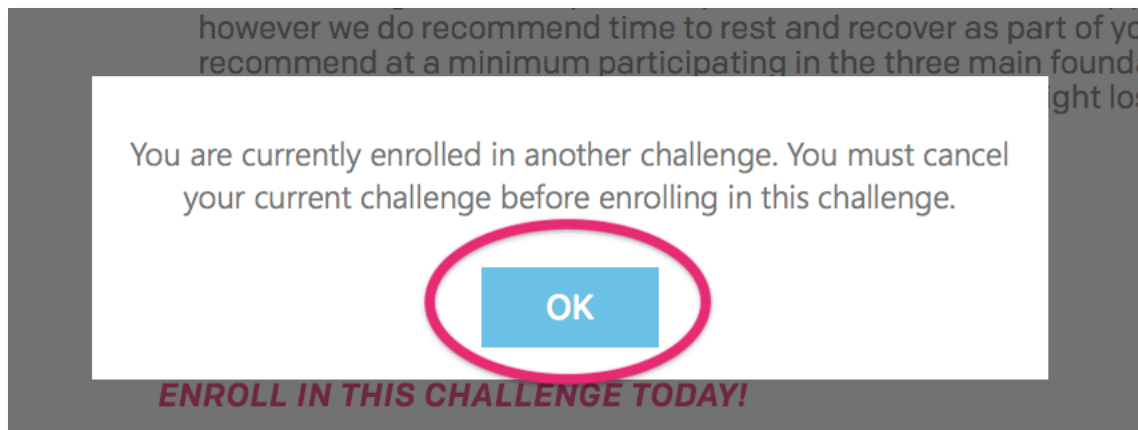 however we do recommend time to rest and recover as part of yo
recommend at a minimum participating in the three main founda
ight los
You are currently enrolled in another challenge. You must cancel
your current challenge before enrolling in this challenge.
OK
ENROLL IN THIS CHALLENGE TODAY!